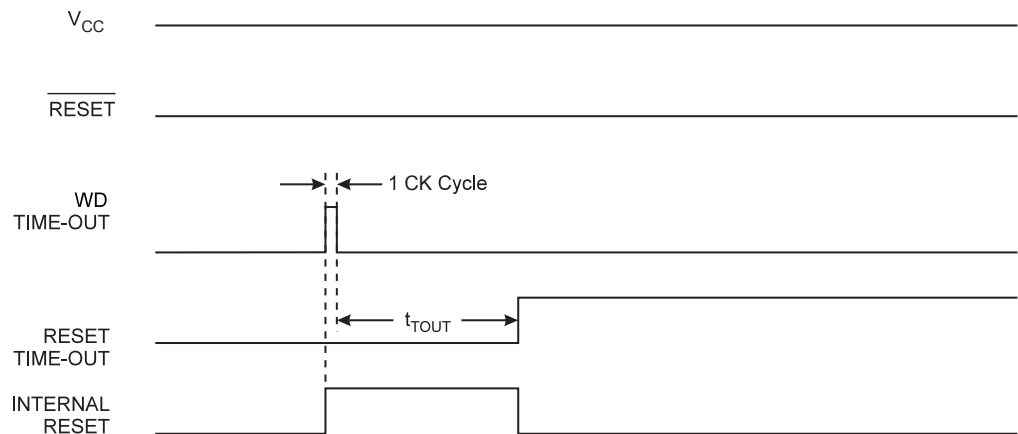 VCC
RESET
1 CK Cycle
WD
TIME-OUT
tTOUT
RESET
TIME-OUT
INTERNAL
RESET